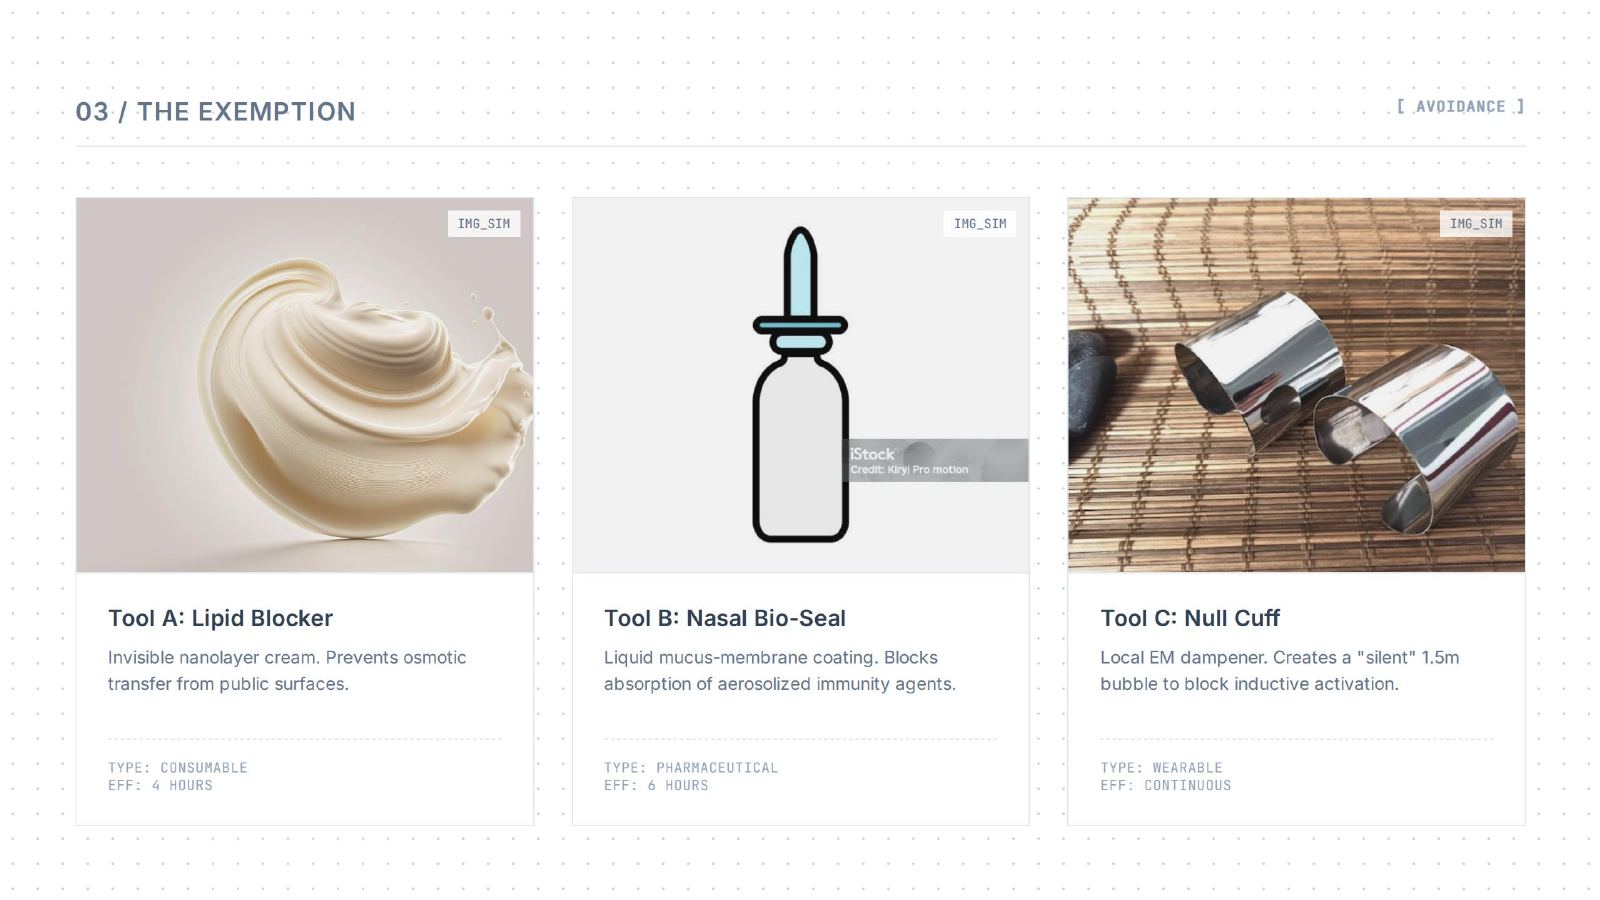 03 / THE EXEMPTION
[ AVOIDANCE ]
IMG_SIM
Tool A: Lipid Blocker
Invisible nanolayer cream. Prevents osmotic
transfer from public surfaces.
TYPE: CONSUMABLE
EFF: 4 HOURS
IMG_SIM
iStock
Credit: Kiryl Pro motion
Tool B: Nasal Bio-Seal
Liquid mucus-membrane coating. Blocks
absorption of aerosolized immunity agents.
TYPE: PHARMACEUTICAL
EFF: 6 HOURS
IMG_SIM
Tool C: Null Cuff
Local EM dampener. Creates a "silent" 1.5m
bubble to block inductive activation.
TYPE: WEARABLE
EFF: CONTINUOUS